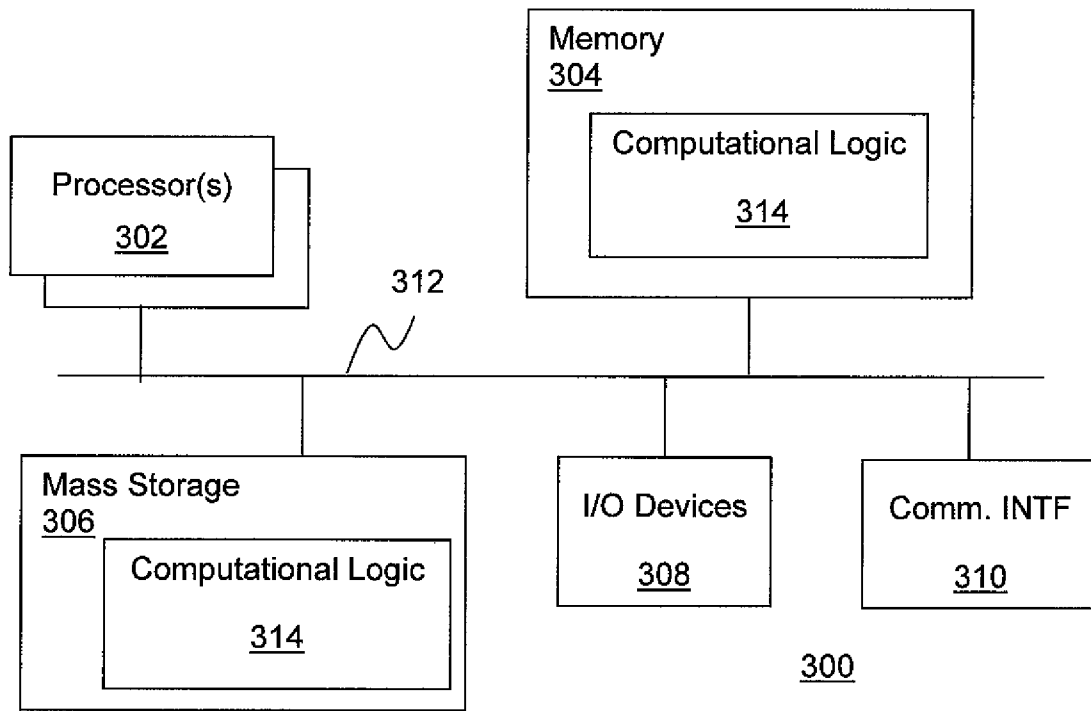 Memory
304
Computational Logic
314
Processor(s)
302
312
Mass Storage
306
Computational Logic
314
I/O Devices
308
Comm. INTF
310
300